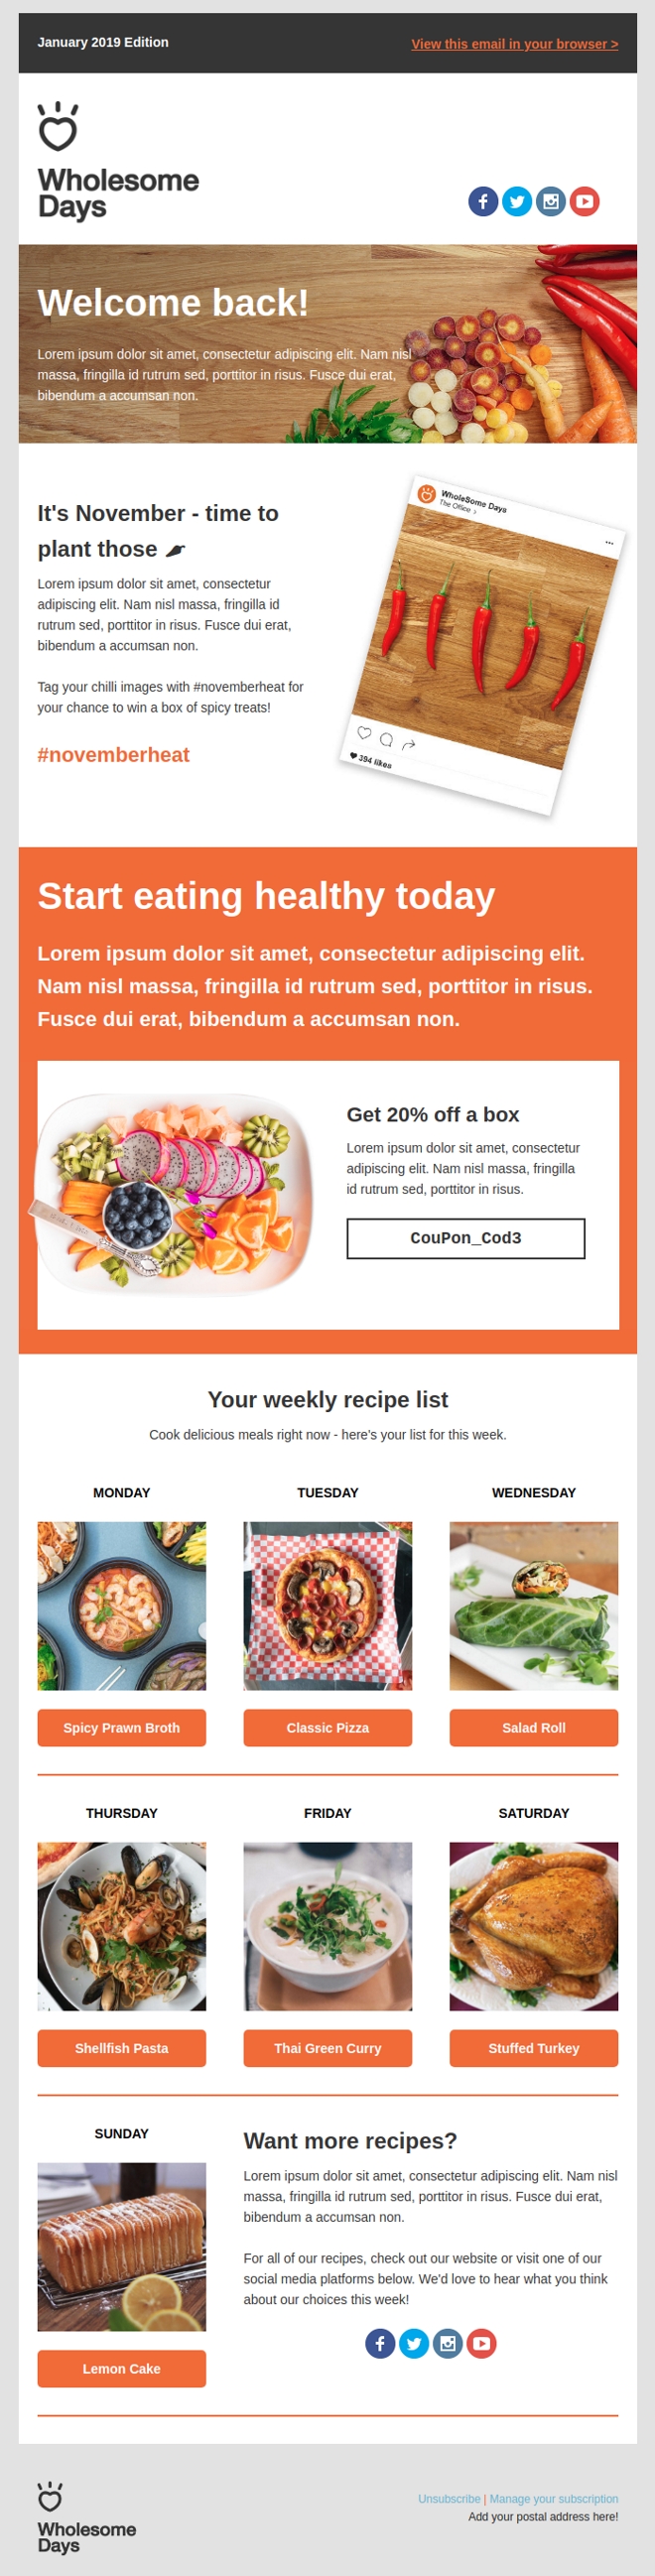 January 2019 Edition
View this email in your browser >
Wholesome
Days
Welcome back!
Lorem ipsum dolor sit amet, consectetur adipiscing elit. Nam nisl
massa, fringilla id rutrum sed, porttitor in risus. Fusce dui erat,
bibendum a accumsan non.
It's November - time to
plant those
Lorem ipsum dolor sit amet, consectetur
adipiscing elit. Nam nisl massa, fringilla id
rutrum sed, porttitor in risus. Fusce dui erat,
bibendum a accumsan non.
Tag your chilli images with #novemberheat for
your chance to win a box of spicy treats!
#novemberheat
WholeSome Days
The Office >
394 likes
Start eating healthy today
Lorem ipsum dolor sit amet, consectetur adipiscing elit.
Nam nisl massa, fringilla id rutrum sed, porttitor in risus.
Fusce dui erat, bibendum a accumsan non.
Get 20% off a box
Lorem ipsum dolor sit amet, consectetur
adipiscing elit. Nam nisl massa, fringilla
id rutrum sed, porttitor in risus.
CouPon_Cod3
Your weekly recipe list
Cook delicious meals right now - here's your list for this week.
MONDAY
TUESDAY
WEDNESDAY
Spicy Prawn Broth
Classic Pizza
Salad Roll
THURSDAY
FRIDAY
SATURDAY
Shellfish Pasta
Thai Green Curry
Stuffed Turkey
SUNDAY
Lemon Cake
Want more recipes?
Lorem ipsum dolor sit amet, consectetur adipiscing elit. Nam nisl
massa, fringilla id rutrum sed, porttitor in risus. Fusce dui erat,
bibendum a accumsan non.
For all of our recipes, check out our website or visit one of our
social media platforms below. We'd love to hear what you think
about our choices this week!
Wholesome
Days
Unsubscribe | Manage your subscription
Add your postal address here!